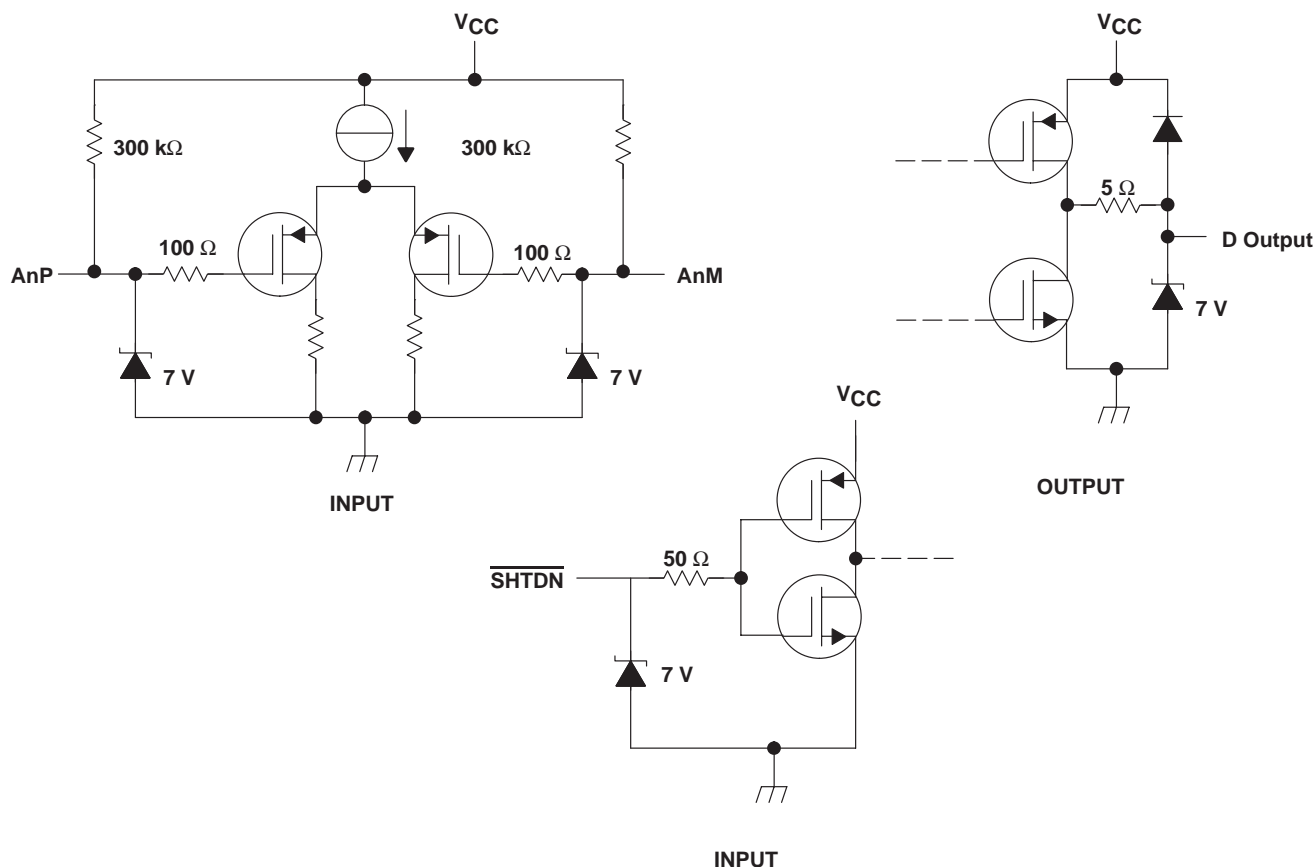 VCC
300 kΩ
300 kΩ
100 Ω
100 Ω
AnP
AnM
7 V
7 V
INPUT
VCC
5 Ω
D Output
7 V
OUTPUT
VCC
50 Ω
SHTDN
7 V
INPUT